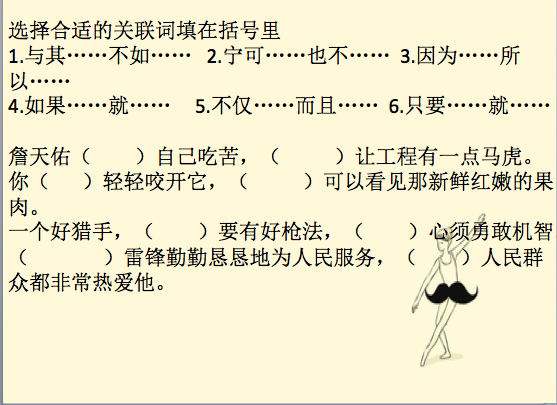 选择合适的关联词填在括号里
1.与其……不如…… 2.宁可……也不…… 3.因为……所
以……
4.如果……就…… 5.不仅……而且…… 6.只要……就……
詹天佑（ ）自己吃苦，（ ）让工程有一点马虎。
你（ ）轻轻咬开它，（ ）可以看见那新鲜红嫩的果
肉。
一个好猎手，（ ）要有好枪法，（ ）心须勇敢机智
（ ）雷锋勤勤恳恳地为人民服务，（ ）人民群
众都非常热爱他。